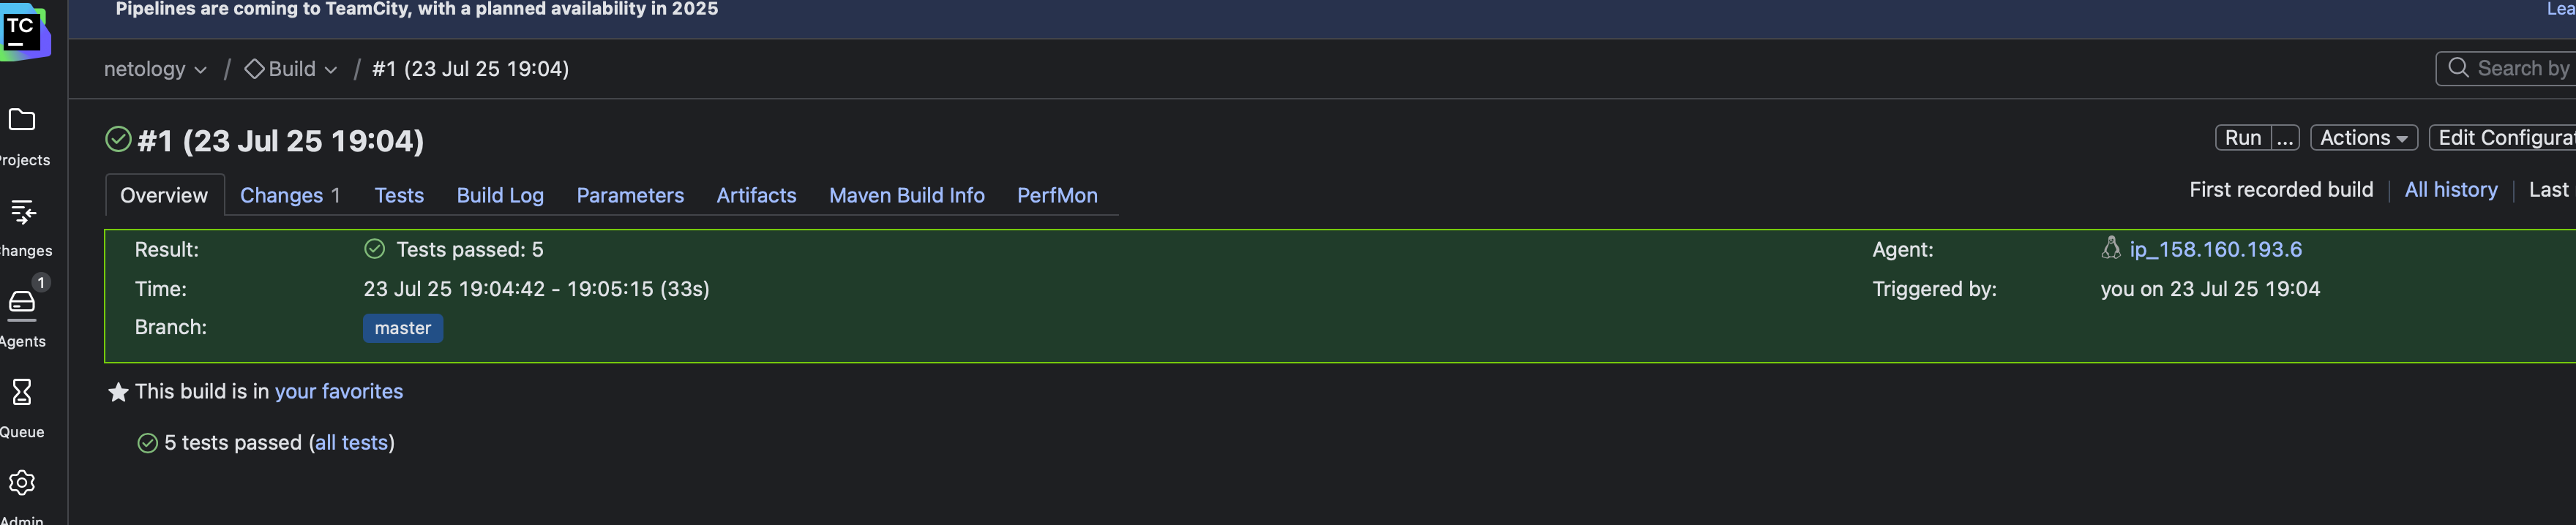 Pipelines are coming to TeamCity, with a planned availability in 2025
Lea
TC
netology / Build / #1 (23 Jul 25 19:04)
Search by
#1 (23 Jul 25 19:04)
Run ... Actions Edit Configurat
Projects
Overview Changes 1 Tests Build Log Parameters Artifacts Maven Build Info PerfMon
First recorded build All history Last
Changes
Result: Tests passed: 5
Agent: ip_158.160.193.6
1
Time: 23 Jul 25 19:04:42 - 19:05:15 (33s)
Triggered by: you on 23 Jul 25 19:04
Branch: master
Agents
This build is in your favorites
Queue
5 tests passed (all tests)
Admin